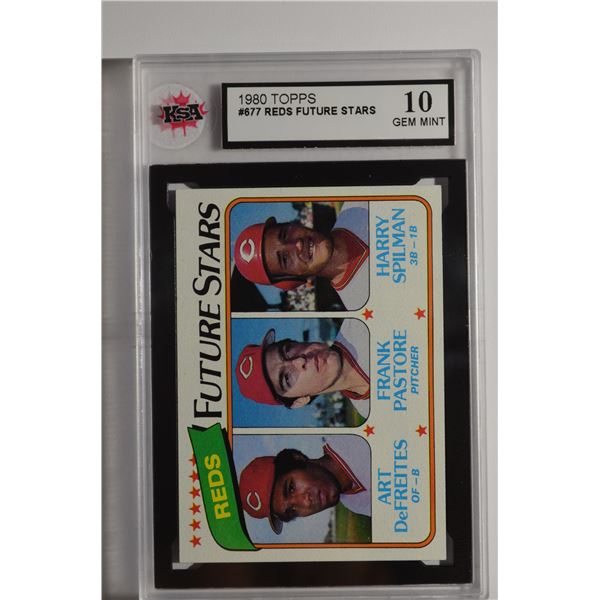 KSA
1980 TOPPS
#677 REDS FUTURE STARS
10
GEM MINT
REDS
FUTURE STARS
ART
DeFREITES
OF – B
FRANK
PASTORE
PITCHER
HARRY
SPILMAN
3B – 1B
C
C
C